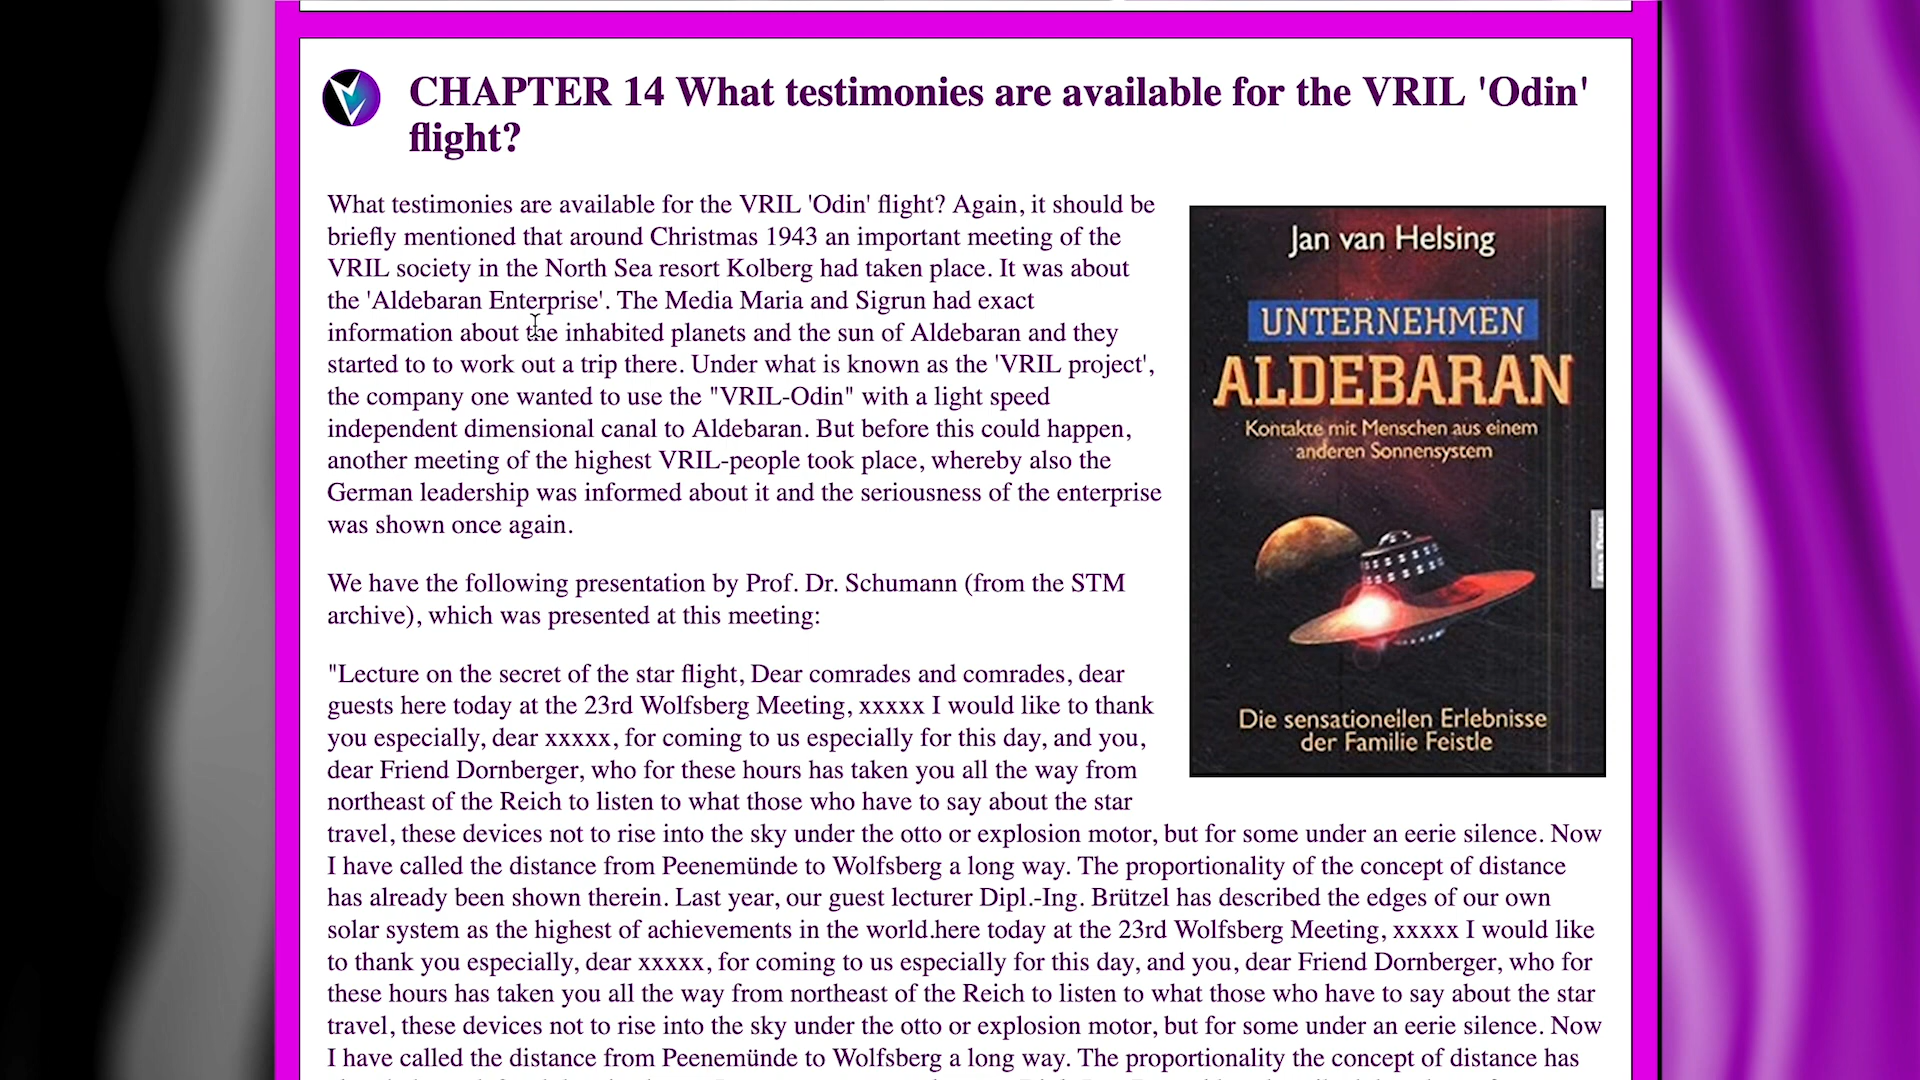 CHAPTER 14 What testimonies are available for the VRIL 'Odin'
flight?
What testimonies are available for the VRIL 'Odin' flight? Again, it should be
briefly mentioned that around Christmas 1943 an important meeting of the
VRIL society in the North Sea resort Kolberg had taken place. It was about
the 'Aldebaran Enterprise'. The Media Maria and Sigrun had exact
information about the inhabited planets and the sun of Aldebaran and they
started to to work out a trip there. Under what is known as the 'VRIL project',
the company one wanted to use the "VRIL-Odin" with a light speed
independent dimensional canal to Aldebaran. But before this could happen,
another meeting of the highest VRIL-people took place, whereby also the
German leadership was informed about it and the seriousness of the enterprise
was shown once again.
We have the following presentation by Prof. Dr. Schumann (from the STM
archive), which was presented at this meeting:
"Lecture on the secret of the star flight, Dear comrades and comrades, dear
guests here today at the 23rd Wolfsberg Meeting, xxxxx I would like to thank
you especially, dear xxxxx, for coming to us especially for this day, and you,
dear Friend Dornberger, who for these hours has taken you all the way from
northeast of the Reich to listen to what those who have to say about the star
travel, these devices not to rise into the sky under the otto or explosion motor, but for some under an eerie silence. Now
I have called the distance from Peenemünde to Wolfsberg a long way. The proportionality of the concept of distance
has already been shown therein. Last year, our guest lecturer Dipl.-Ing. Brützel has described the edges of our own
solar system as the highest of achievements in the world.here today at the 23rd Wolfsberg Meeting, xxxxx I would like
to thank you especially, dear xxxxx, for coming to us especially for this day, and you, dear Friend Dornberger, who for
these hours has taken you all the way from northeast of the Reich to listen to what those who have to say about the star
travel, these devices not to rise into the sky under the otto or explosion motor, but for some under an eerie silence. Now
I have called the distance from Peenemünde to Wolfsberg a long way. The proportionality the concept of distance has
Jan van Helsing
UNTERNEHMEN
ALDEBARAN
Kontakte mit Menschen aus einem
anderen Sonnensystem
Die sensationellen Erlebnisse
der Familie Feistle